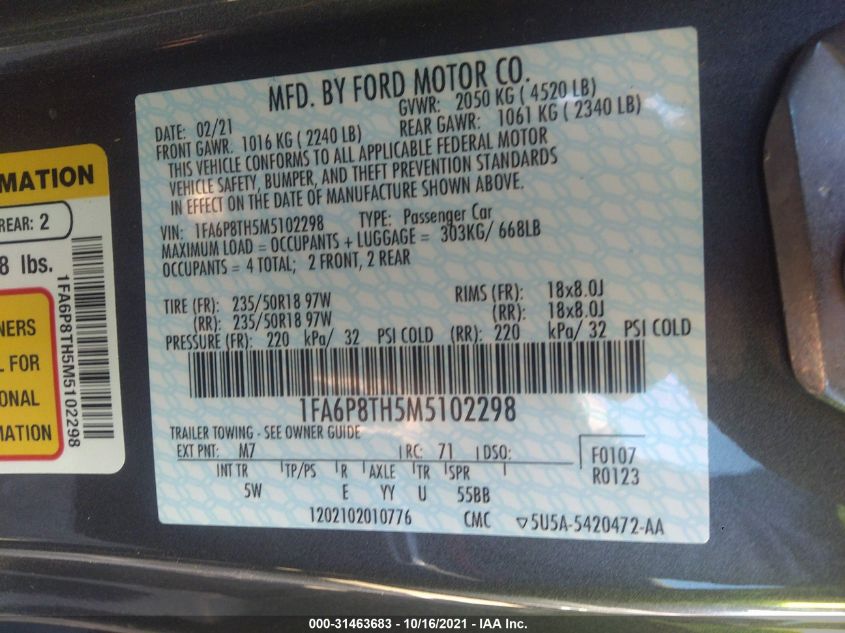 MFD. BY FORD MOTOR CO.
DATE: 02/21 GVWR: 2050 KG ( 4520 LB)
FRONT GAWR: 1016 KG ( 2240 LB) REAR GAWR: 1061 KG ( 2340 LB)
THIS VEHICLE CONFORMS TO ALL APPLICABLE FEDERAL MOTOR
VEHICLE SAFETY, BUMPER, AND THEFT PREVENTION STANDARDS
IN EFFECT ON THE DATE OF MANUFACTURE SHOWN ABOVE.
VIN: 1FA6P8TH5M5102298 TYPE: Passenger Car
MAXIMUM LOAD = OCCUPANTS + LUGGAGE = 303KG/ 668LB
OCCUPANTS = 4 TOTAL; 2 FRONT, 2 REAR
TIRE (FR): 235/50R18 97W RIMS (FR): 18x8.0J
(RR): 235/50R18 97W (RR): 18x8.0J
PRESSURE (FR): 220 kPa/ 32 PSI COLD (RR): 220 kPa/ 32 PSI COLD
1FA6P8TH5M5102298
TRAILER TOWING - SEE OWNER GUIDE
EXT PNT: M7 RC: 71 DSO: F0107
R0123
INT TR TP/PS R AXLE TR SPR
5W E YY U 55BB
1202102010776 CMC ▽5U5A-5420472-AA
MATION
REAR: 2
8 lbs.
NERS
L FOR
ONAL
MATION
1FA6P8TH5M5102298
000-31463683 - 10/16/2021 - IAA Inc.